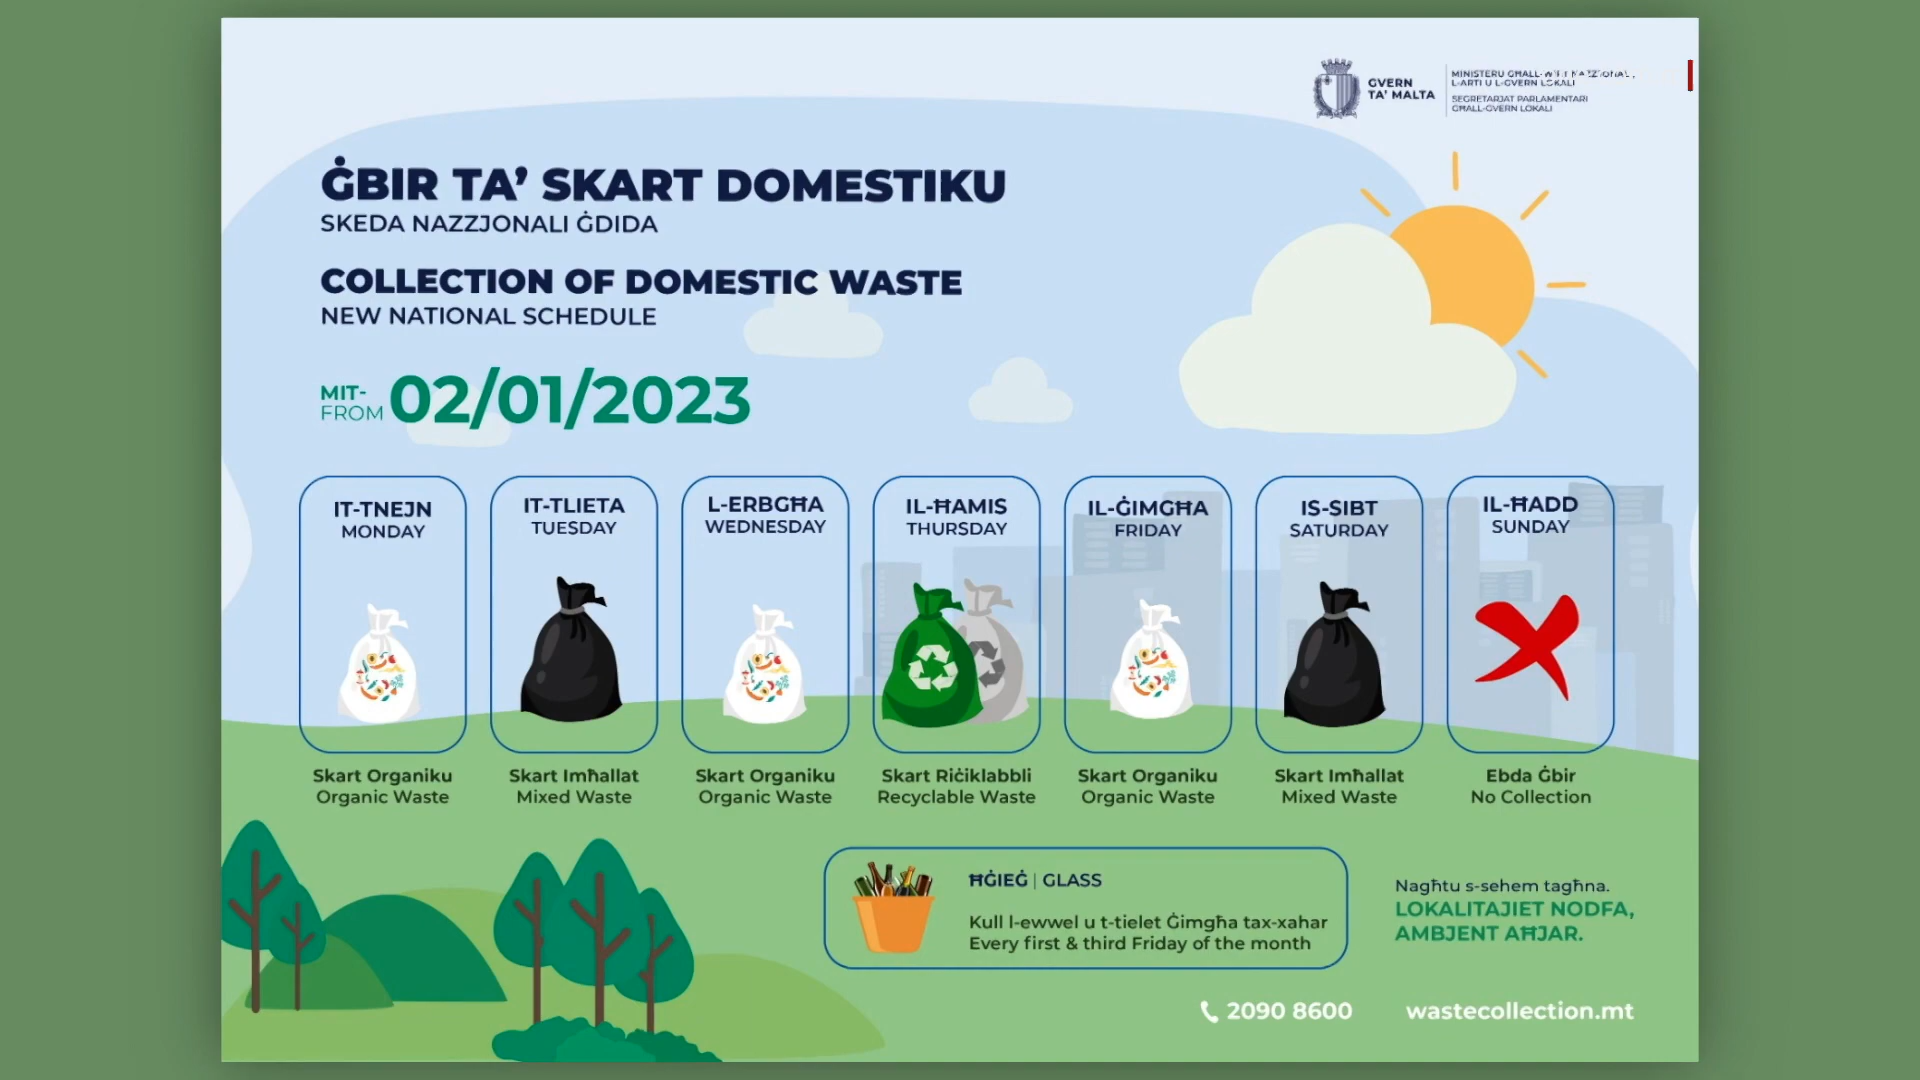 GVERN
TA' MALTA
MINISTERU GĦALL-
L-ARTI U L-GVERN LOKALI
SEGRETARJAT PARLAMENTARI
GĦALL-GVERN LOKALI
ĠBIR TA' SKART DOMESTIKU
SKEDA NAZZJONALI ĠDIDA
COLLECTION OF DOMESTIC WASTE
NEW NATIONAL SCHEDULE
MIT-
FROM
02/01/2023
IT-TNEJN
MONDAY
Skart Organiku
Organic Waste
IT-TLIETA
TUESDAY
Skart Imħallat
Mixed Waste
L-ERBGĦA
WEDNESDAY
Skart Organiku
Organic Waste
IL-ĦAMIS
THURSDAY
Skart Riċiklabbli
Recyclable Waste
IL-ĠIMGĦA
FRIDAY
Skart Organiku
Organic Waste
IS-SIBT
SATURDAY
Skart Imħallat
Mixed Waste
IL-ĦADD
SUNDAY
Ebda Ġbir
No Collection
ĦĠIEĠ | GLASS
Kull l-ewwel u t-tielet Ġimgħa tax-xahar
Every first & third Friday of the month
Nagħtu s-sehem tagħna.
LOKALITAJIET NODFA,
AMBJENT AĦJAR.
2090 8600
wastecollection.mt